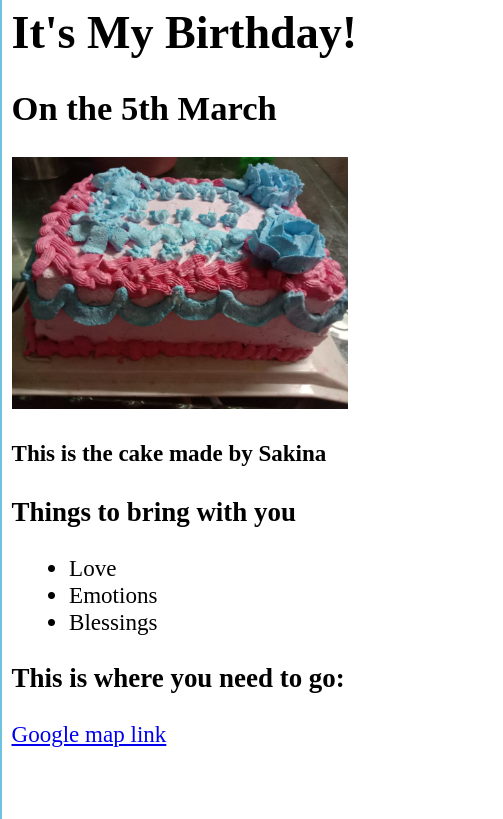 It's My Birthday!
On the 5th March
This is the cake made by Sakina
Things to bring with you
Love
Emotions
Blessings
This is where you need to go:
Google map link